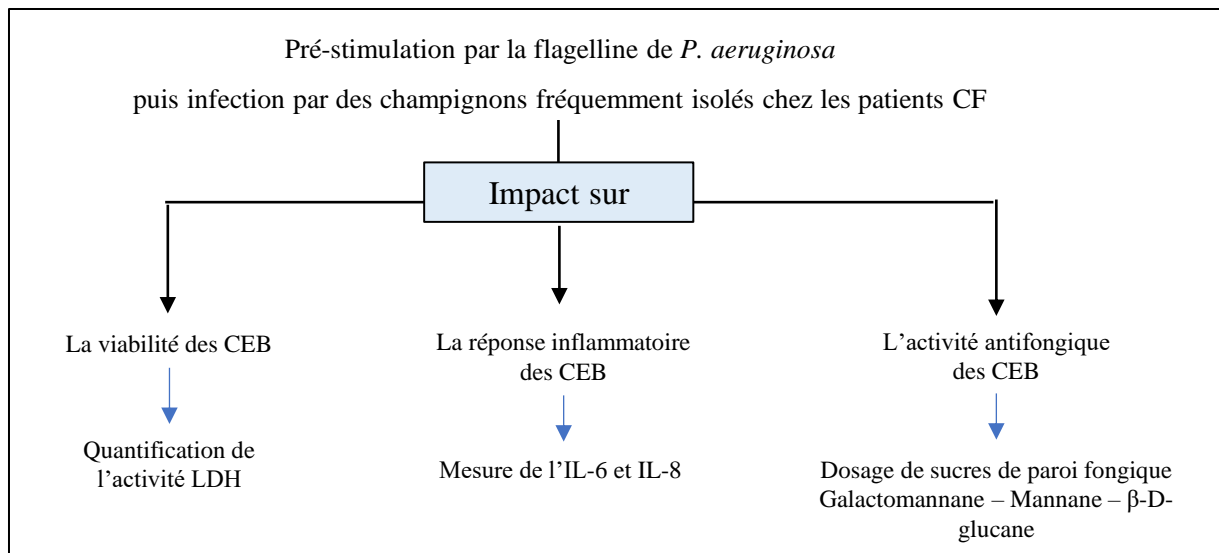 Pré-stimulation par la flagelline de P. aeruginosa
puis infection par des champignons fréquemment isolés chez les patients CF
Impact sur
La viabilité des CEB
Quantification de
l’activité LDH
La réponse inflammatoire
des CEB
Mesure de l’IL-6 et IL-8
L’activité antifongique
des CEB
Dosage de sucres de paroi fongique
Galactomannane – Mannane – β-D-
glucane